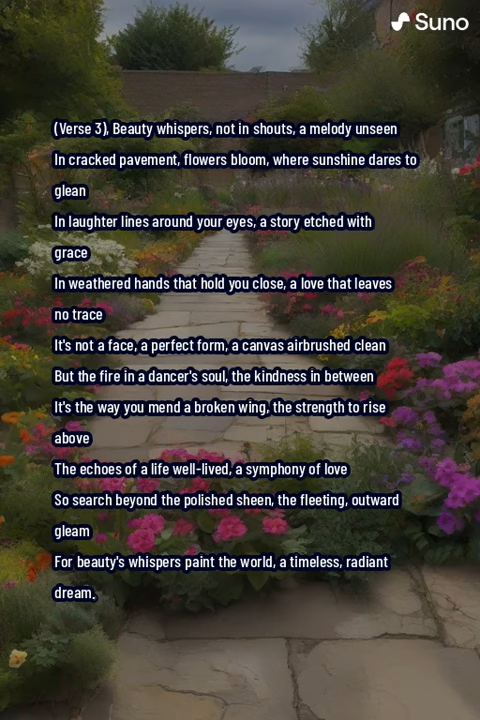 Suno
(Verse 3), Beauty whispers, not in shouts, a melody unseen
In cracked pavement, flowers bloom, where sunshine dares to
glean
In laughter lines around your eyes, a story etched with
grace
In weathered hands that hold you close, a love that leaves
no trace
It's not a face, a perfect form, a canvas airbrushed clean
But the fire in a dancer's soul, the kindness in between
It's the way you mend a broken wing, the strength to rise
above
The echoes of a life well-lived, a symphony of love
So search beyond the polished sheen, the fleeting, outward
gleam
For beauty's whispers paint the world, a timeless, radiant
dream.